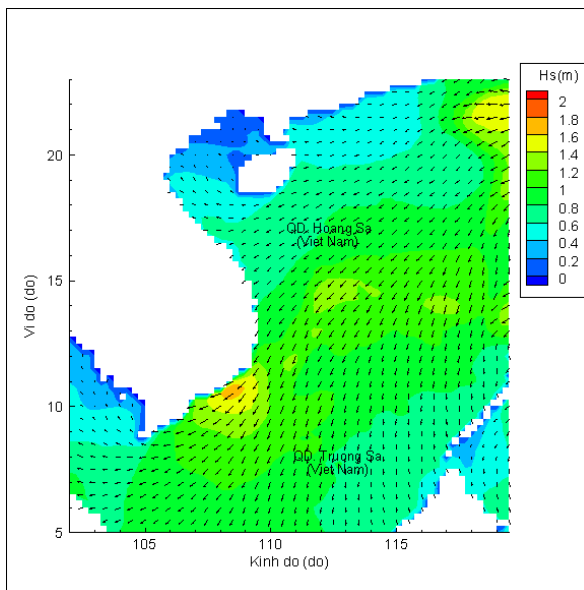 Hs(m)
2
1.8
1.6
1.4
1.2
1
0.8
0.6
0.4
0.2
0
20
15
10
5
Vi do (do)
QD. Hoang Sa
(Viet Nam)
QD. Truong Sa
(Viet Nam)
105
110
115
Kinh do (do)